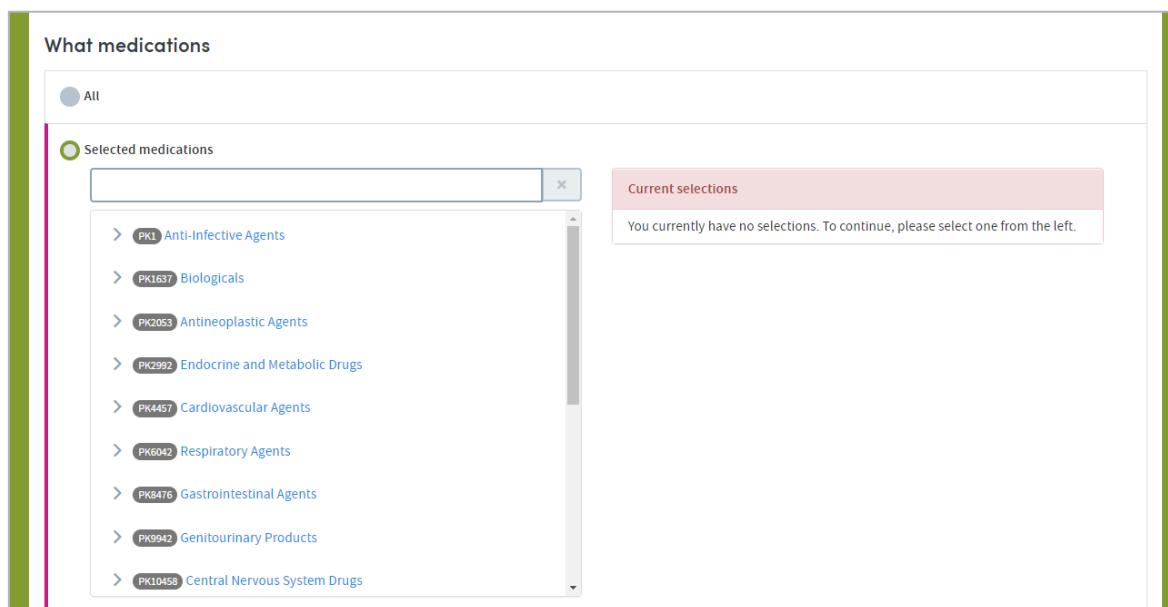 What medications
All
Selected medications
Current selections
You currently have no selections. To continue, please select one from the left.
PK1 Anti-Infective Agents
PK1637 Biologicals
PK2053 Antineoplastic Agents
PK2992 Endocrine and Metabolic Drugs
PK4457 Cardiovascular Agents
PK6042 Respiratory Agents
PK8476 Gastrointestinal Agents
PK9942 Genitourinary Products
PK10458 Central Nervous System Drugs